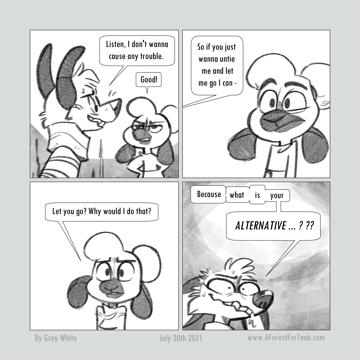 Listen, I don't wanna
cause any trouble.
Good!
So if you just
wanna untie
me and let
me go I can -
Let you go? Why would I do that?
Because what is your
ALTERNATIVE ... ? ??
By Grey White
July 30th 2021
www.AForestForTeak.com